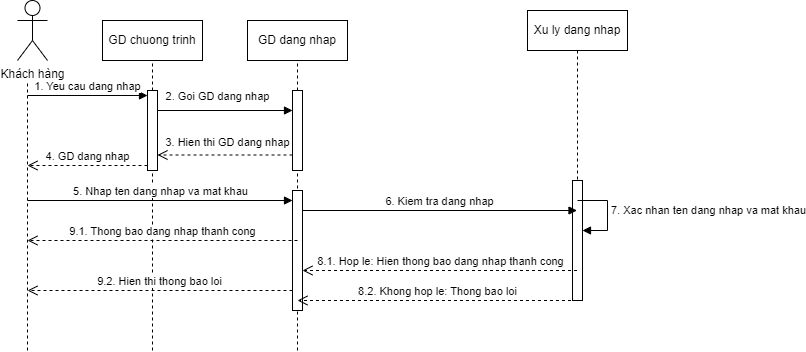 GD chuong trinh
GD dang nhap
Xu ly dang nhap
Khách hàng
1. Yeu cau dang nhap
2. Goi GD dang nhap
3. Hien thi GD dang nhap
4. GD dang nhap
5. Nhap ten dang nhap va mat khau
6. Kiem tra dang nhap
7. Xac nhan ten dang nhap va mat khau
9.1. Thong bao dang nhap thanh cong
8.1. Hop le: Hien thong bao dang nhap thanh cong
9.2. Hien thi thong bao loi
8.2. Khong hop le: Thong bao loi